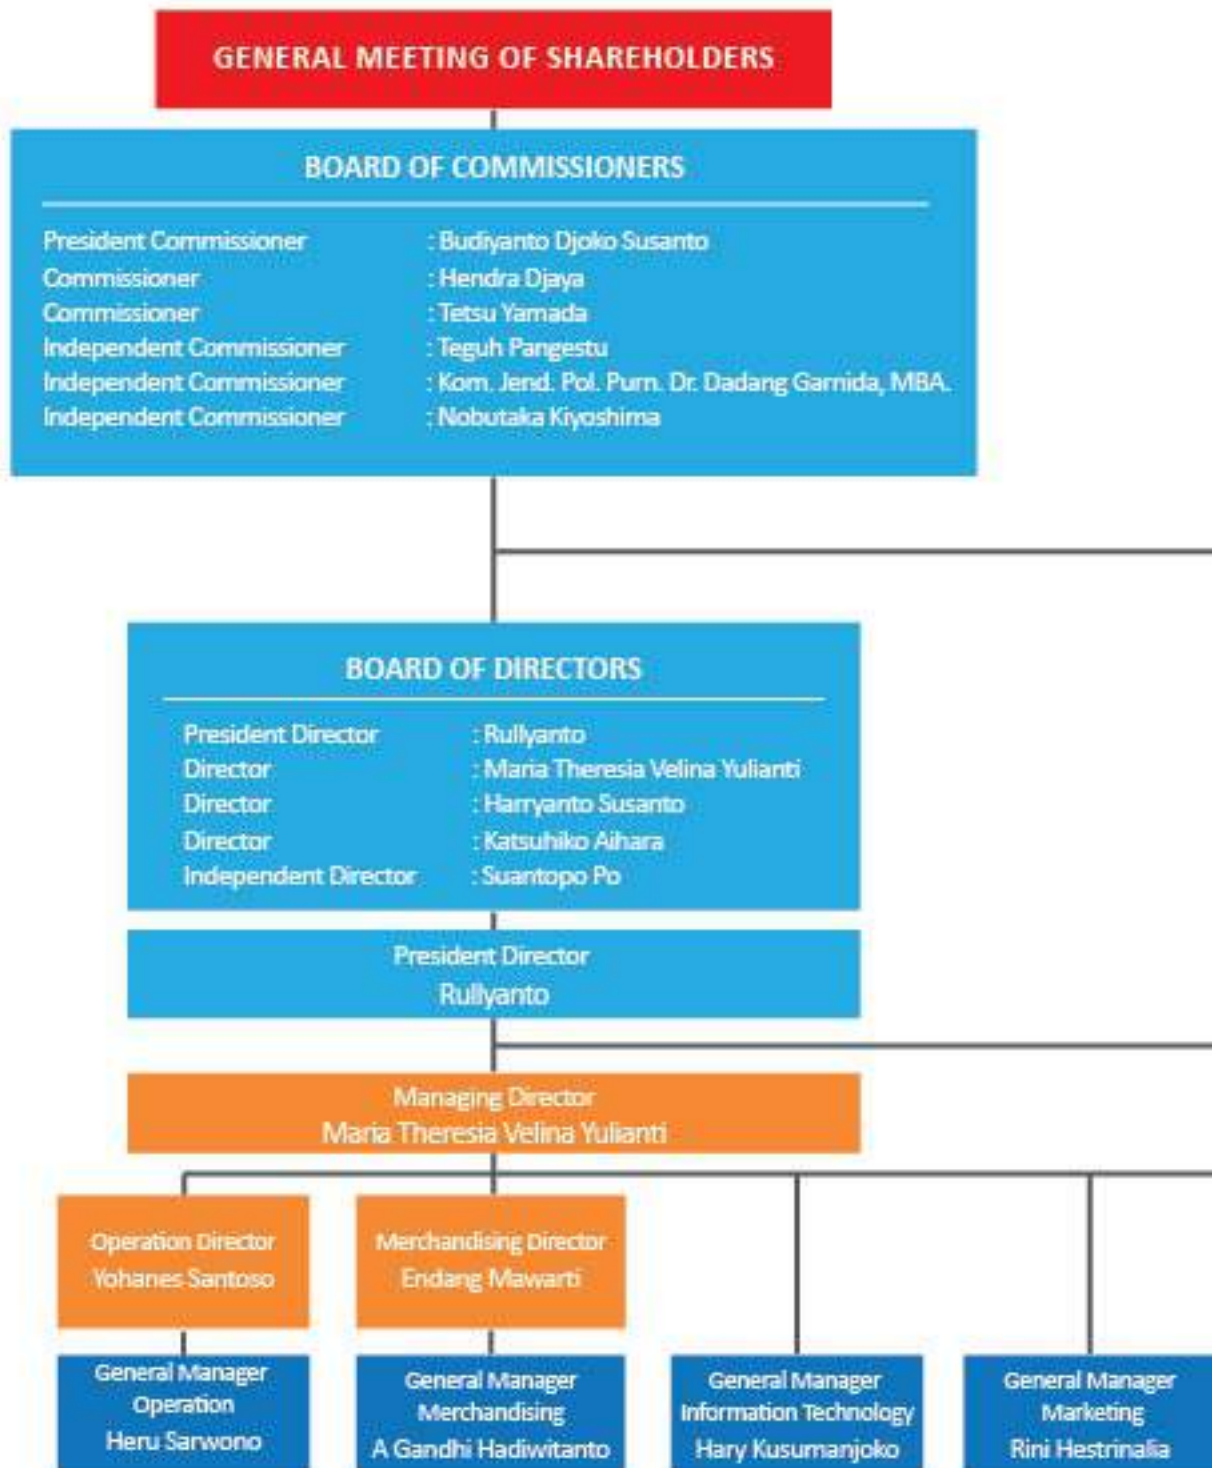 GENERAL MEETING OF SHAREHOLDERS
BOARD OF COMMISSIONERS
President Commissioner : Budiyanto Djoko Susanto
Commissioner : Hendra Djaya
Commissioner : Tetsu Yamada
Independent Commissioner : Teguh Pangestu
Independent Commissioner : Kom. Jend. Pol. Purn. Dr. Dadang Garnida, MBA.
Independent Commissioner : Nobutaka Kiyoshima
BOARD OF DIRECTORS
President Director : Rullyanto
Director : Maria Theresia Velina Yulianti
Director : Harryanto Susanto
Director : Katsuhiko Aihara
Independent Director : Suantopo Po
President Director
Rullyanto
Managing Director
Maria Theresia Velina Yulianti
Operation Director
Yohanes Santoso
Merchandising Director
Endang Mawarti
General Manager
Operation
Heru Sarwono
General Manager
Merchandising
A Gandhi Hadiwitanto
General Manager
Information Technology
Hary Kusumanjoko
General Manager
Marketing
Rini Hestrinalia